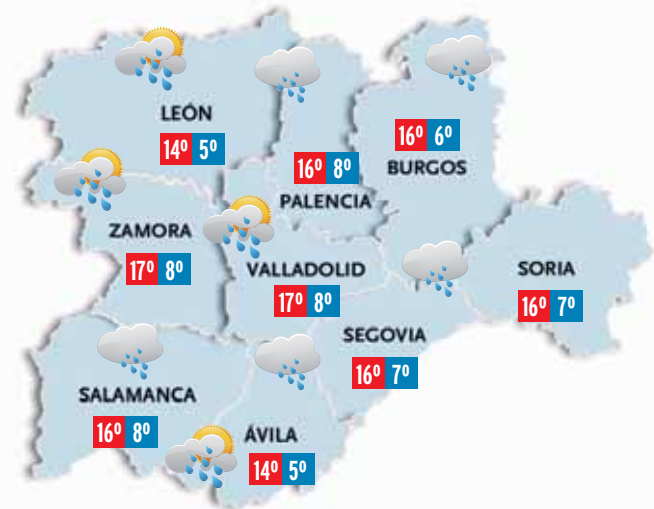 LEÓN
14º 5º
16º 6º
BURGOS
16º 8º
PALENCIA
ZAMORA
17º 8º
VALLADOLID
17º 8º
SORIA
16º 7º
SEGOVIA
16º 7º
SALAMANCA
16º 8º
ÁVILA
14º 5º